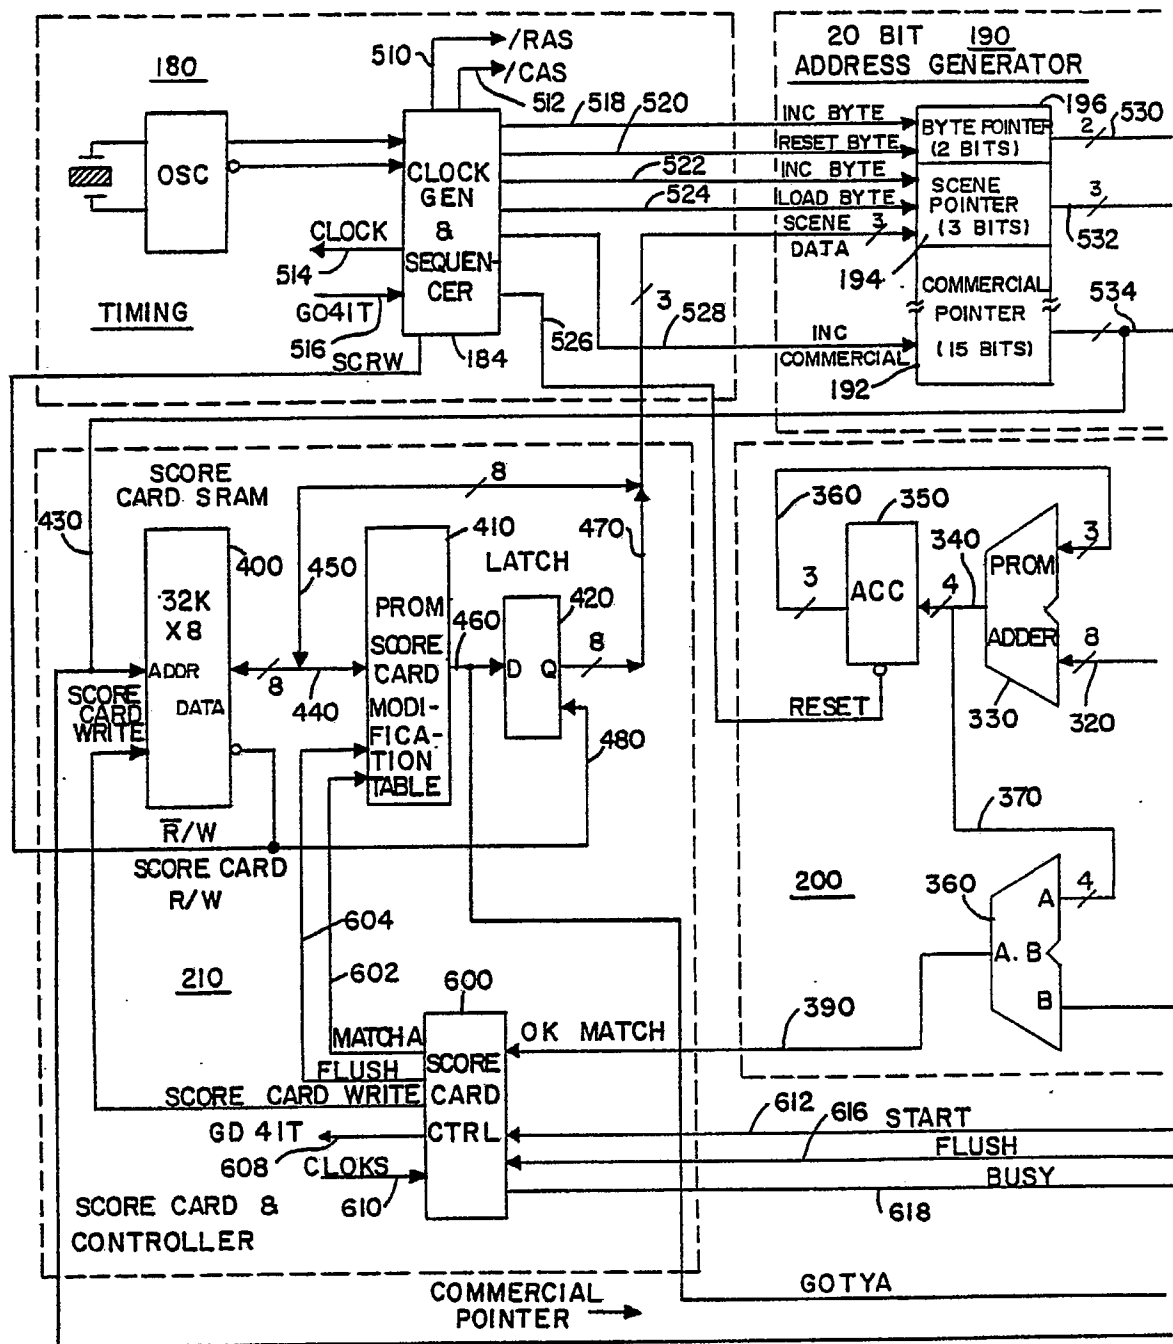 180
510
/RAS
/CAS
512
518
520
OSC
CLOCK
GEN
&
SEQUEN-
CER
522
524
CLOCK
514
GO41T
516
TIMING
SCRW
184
526
528
3
20 BIT 190
ADDRESS GENERATOR
196
INC BYTE
RESET BYTE
INC BYTE
LOAD BYTE
SCENE 3
DATA
BYTE POINTER
(2 BITS)
2
530
SCENE
POINTER
(3 BITS)
3
532
194
COMMERCIAL
POINTER
(15 BITS)
534
INC
COMMERCIAL
192
SCORE
CARD SRAM
430
400
32K
X8
ADDR
DATA
SCORE
CARD
WRITE
8
450
8
440
410
PROM
SCORE
CARD
MODI-
FICA-
TION
TABLE
LATCH
460
420
D Q
8
470
480
R̅/W
SCORE CARD
R/W
604
602
210
600
MATCHA
FLUSH
SCORE CARD WRITE
GD 41T
608
CLOKS
610
SCORE
CARD
CTRL
SCORE CARD &
CONTROLLER
360
350
340
3
ACC
4
PROM
ADDER
3
8
RESET
330
320
370
200
360
A
4
A.B
B
OK MATCH
390
612
616
START
FLUSH
BUSY
618
GOTYA
COMMERCIAL
POINTER